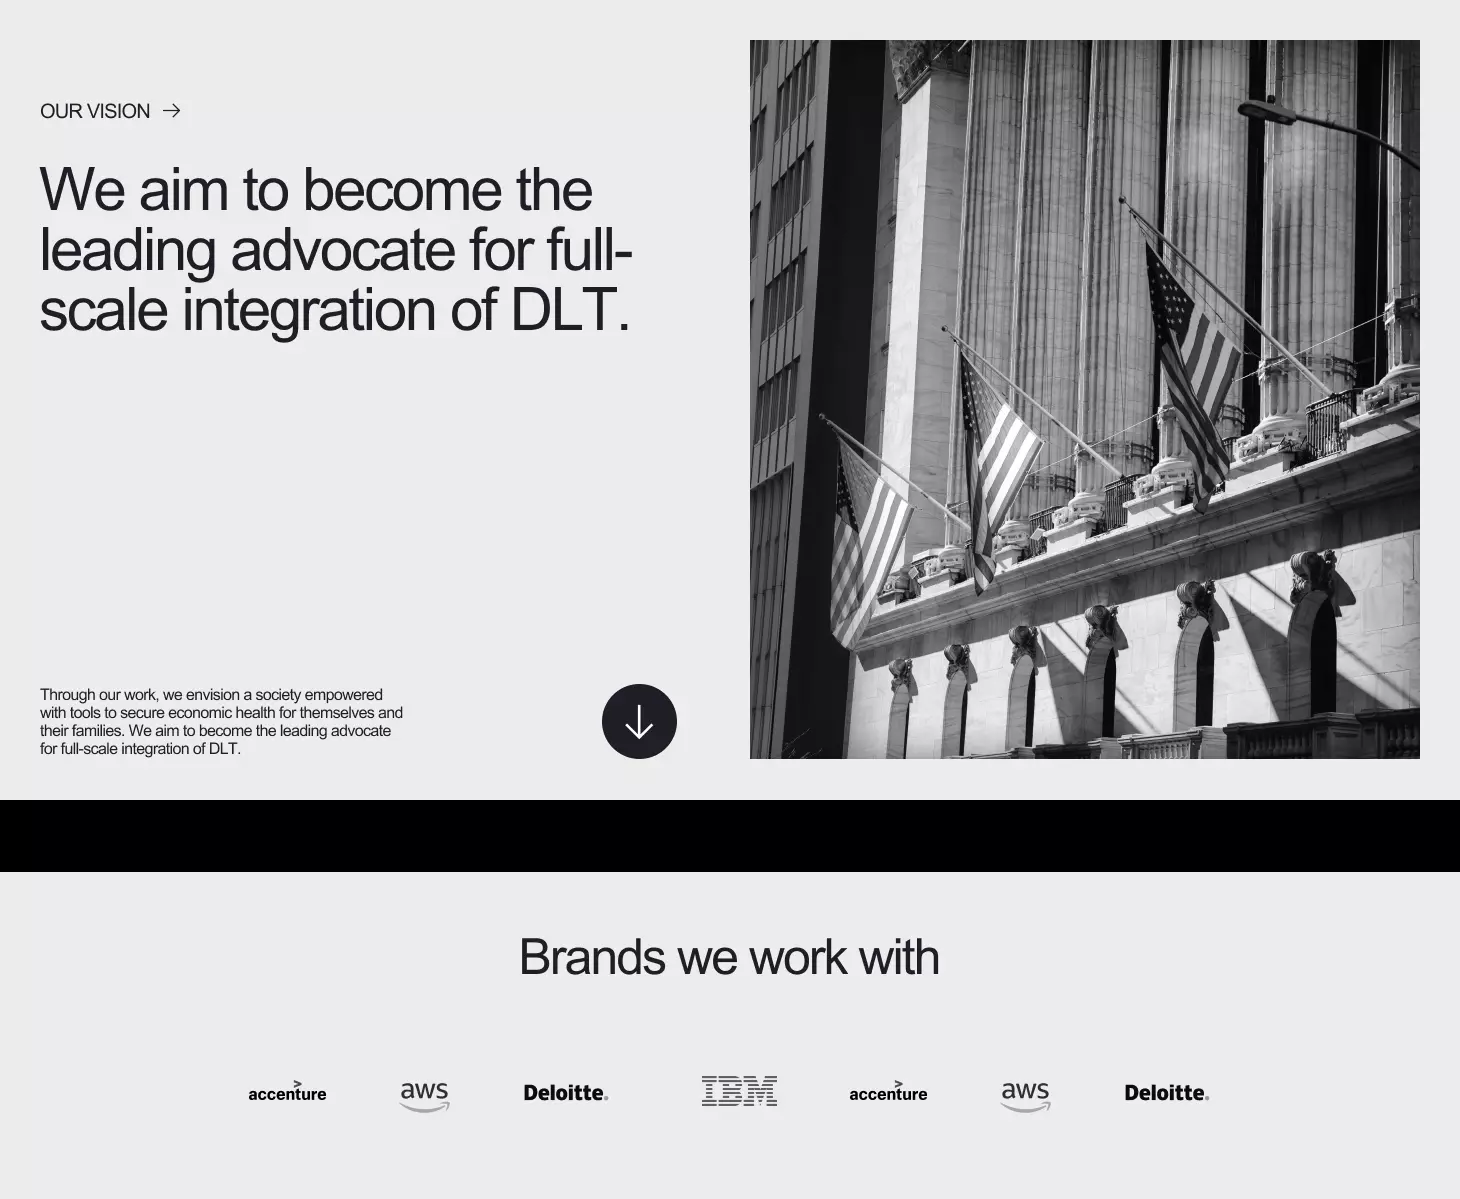 OUR VISION →
We aim to become the
leading advocate for full-
scale integration of DLT.
Through our work, we envision a society empowered
with tools to secure economic health for themselves and
their families. We aim to become the leading advocate
for full-scale integration of DLT.
Brands we work with
accenture aws Deloitte. IBM accenture aws Deloitte.